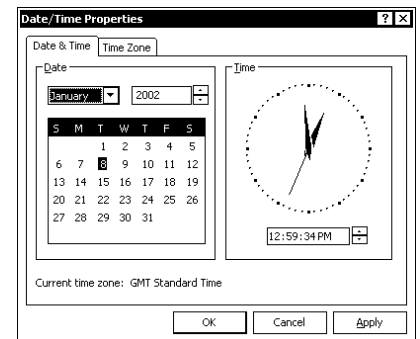 Date/Time Properties ? X
Date & Time Time Zone
Date
January 2002
S M T W T F S
1 2 3 4 5
6 7 8 9 10 11 12
13 14 15 16 17 18 19
20 21 22 23 24 25 26
27 28 29 30 31
Time
12:59:34 PM
Current time zone: GMT Standard Time
OK Cancel Apply